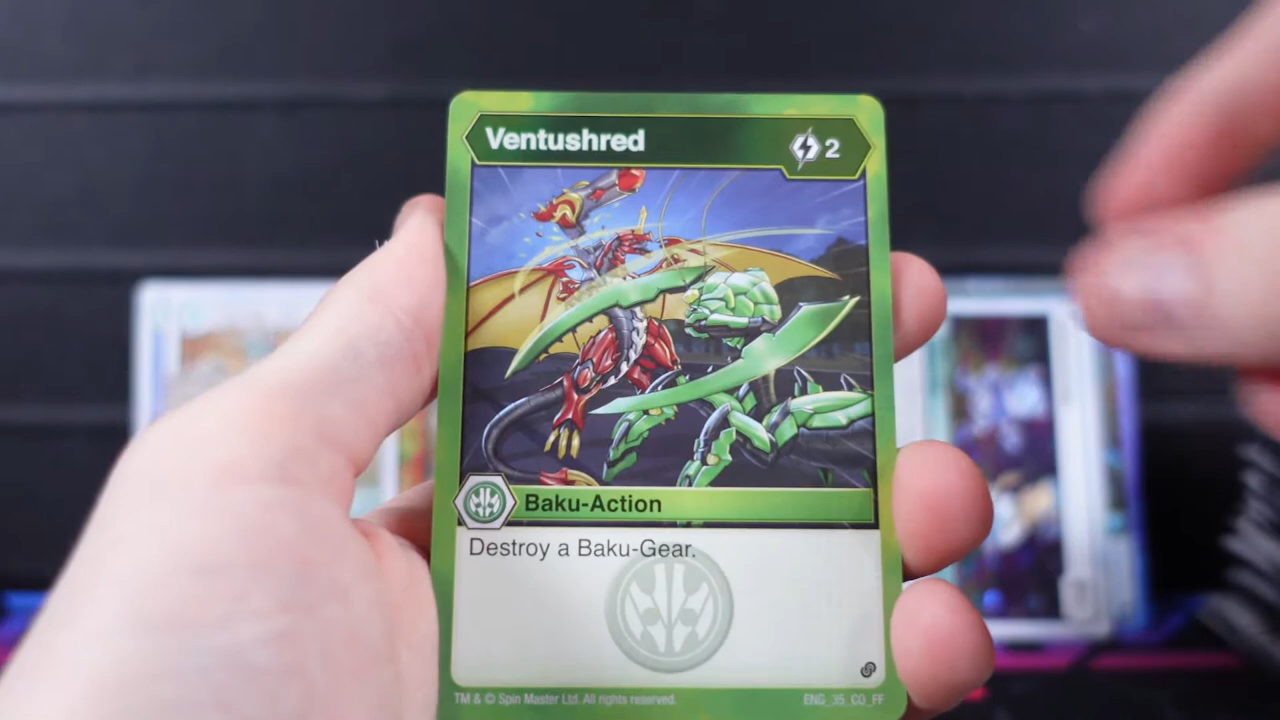 Ventushred
2
Baku-Action
Destroy a Baku-Gear.
TM & © Spin Master Ltd. All rights reserved.
ENG_35_CO_FF